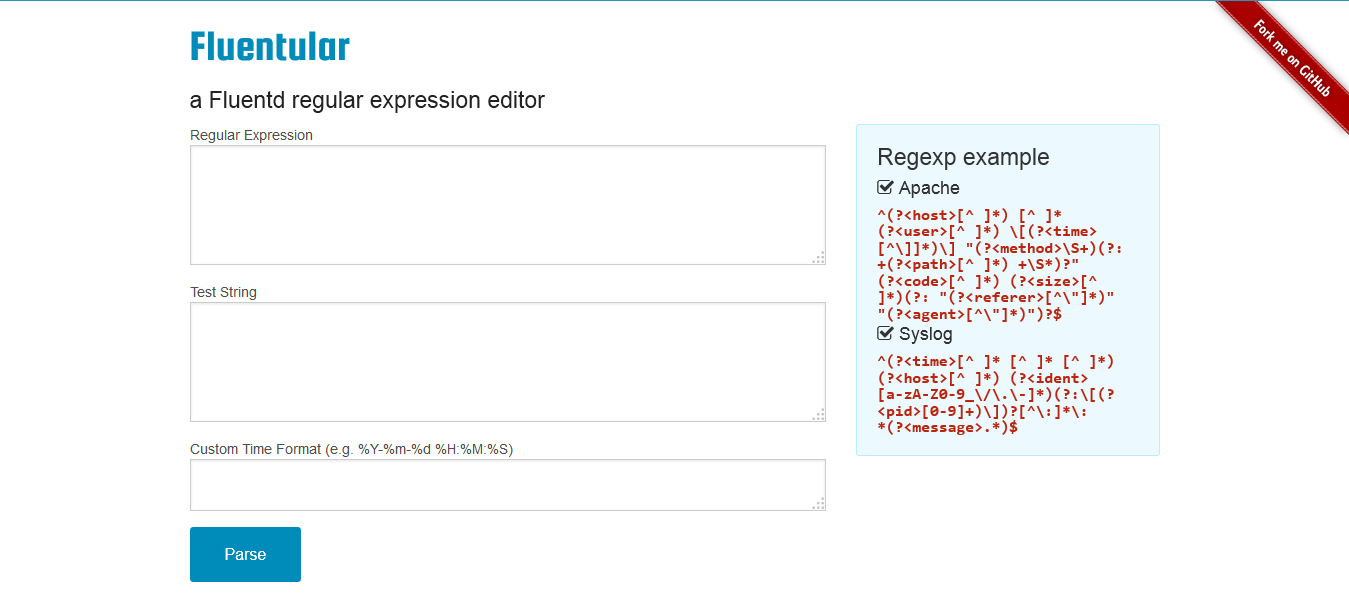 Fork me on GitHub
Fluentular
a Fluentd regular expression editor
Regular Expression
Test String
Custom Time Format (e.g. %Y-%m-%d %H:%M:%S)
Parse
Regexp example
Apache
^(?<host>[^ ]*) [^ ]*
(?<user>[^ ]*) \[(?<time>
[^\]]*)\] "(?<method>\S+)(?:
+(?<path>[^ ]*) +\S*)?"
(?<code>[^ ]*) (?<size>[^
]*)(?: "(?<referer>[^\"]*)"
"(?<agent>[^\"]*)")?$
Syslog
^(?<time>[^ ]* [^ ]* [^ ]*)
(?<host>[^ ]*) (?<ident>
[a-zA-Z0-9_\/\.\-]*)(?:\[(?
<pid>[0-9]+)\])?[^\:]*\:
*(?<message>.*)$